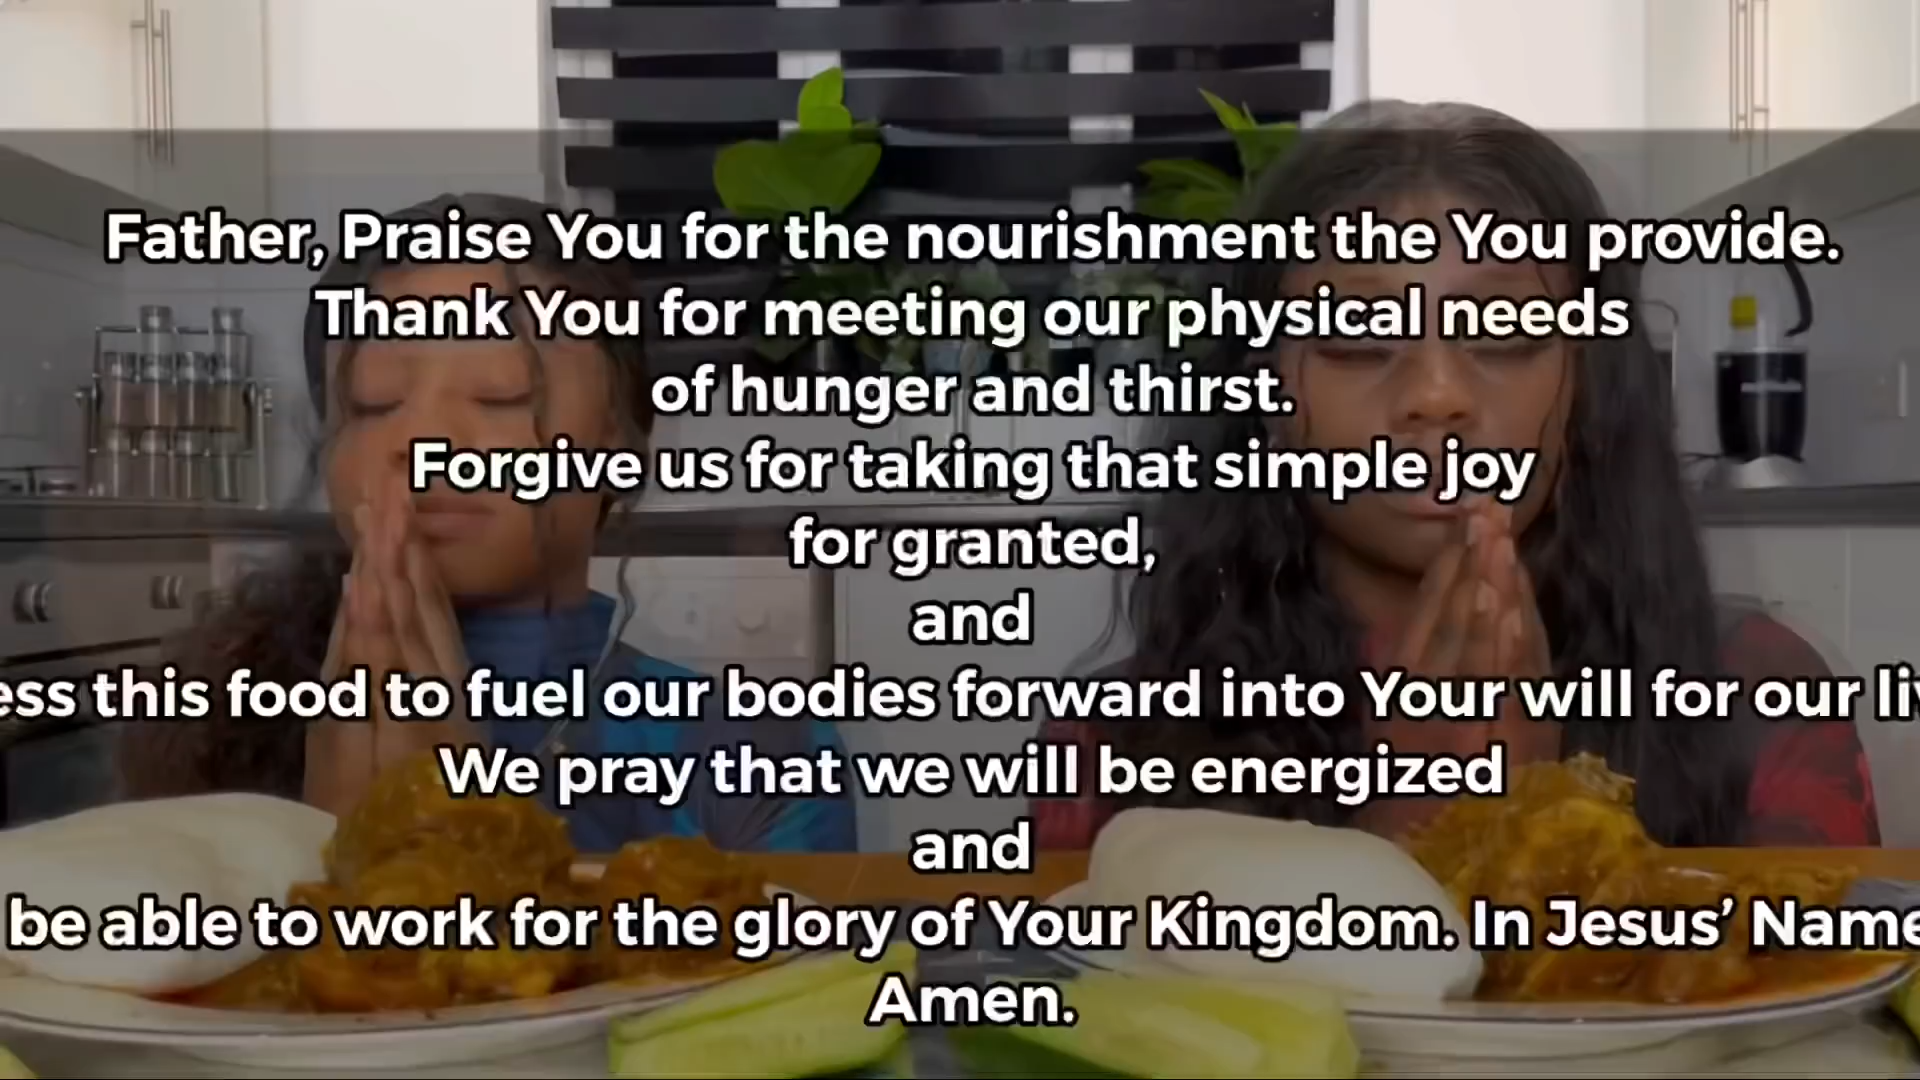 Father, Praise You for the nourishment the You provide.
Thank You for meeting our physical needs
of hunger and thirst.
Forgive us for taking that simple joy
for granted,
and
this food to fuel our bodies forward into Your will for our
We pray that we will be energized
and
be able to work for the glory of Your Kingdom. In Jesus’ Name
Amen.